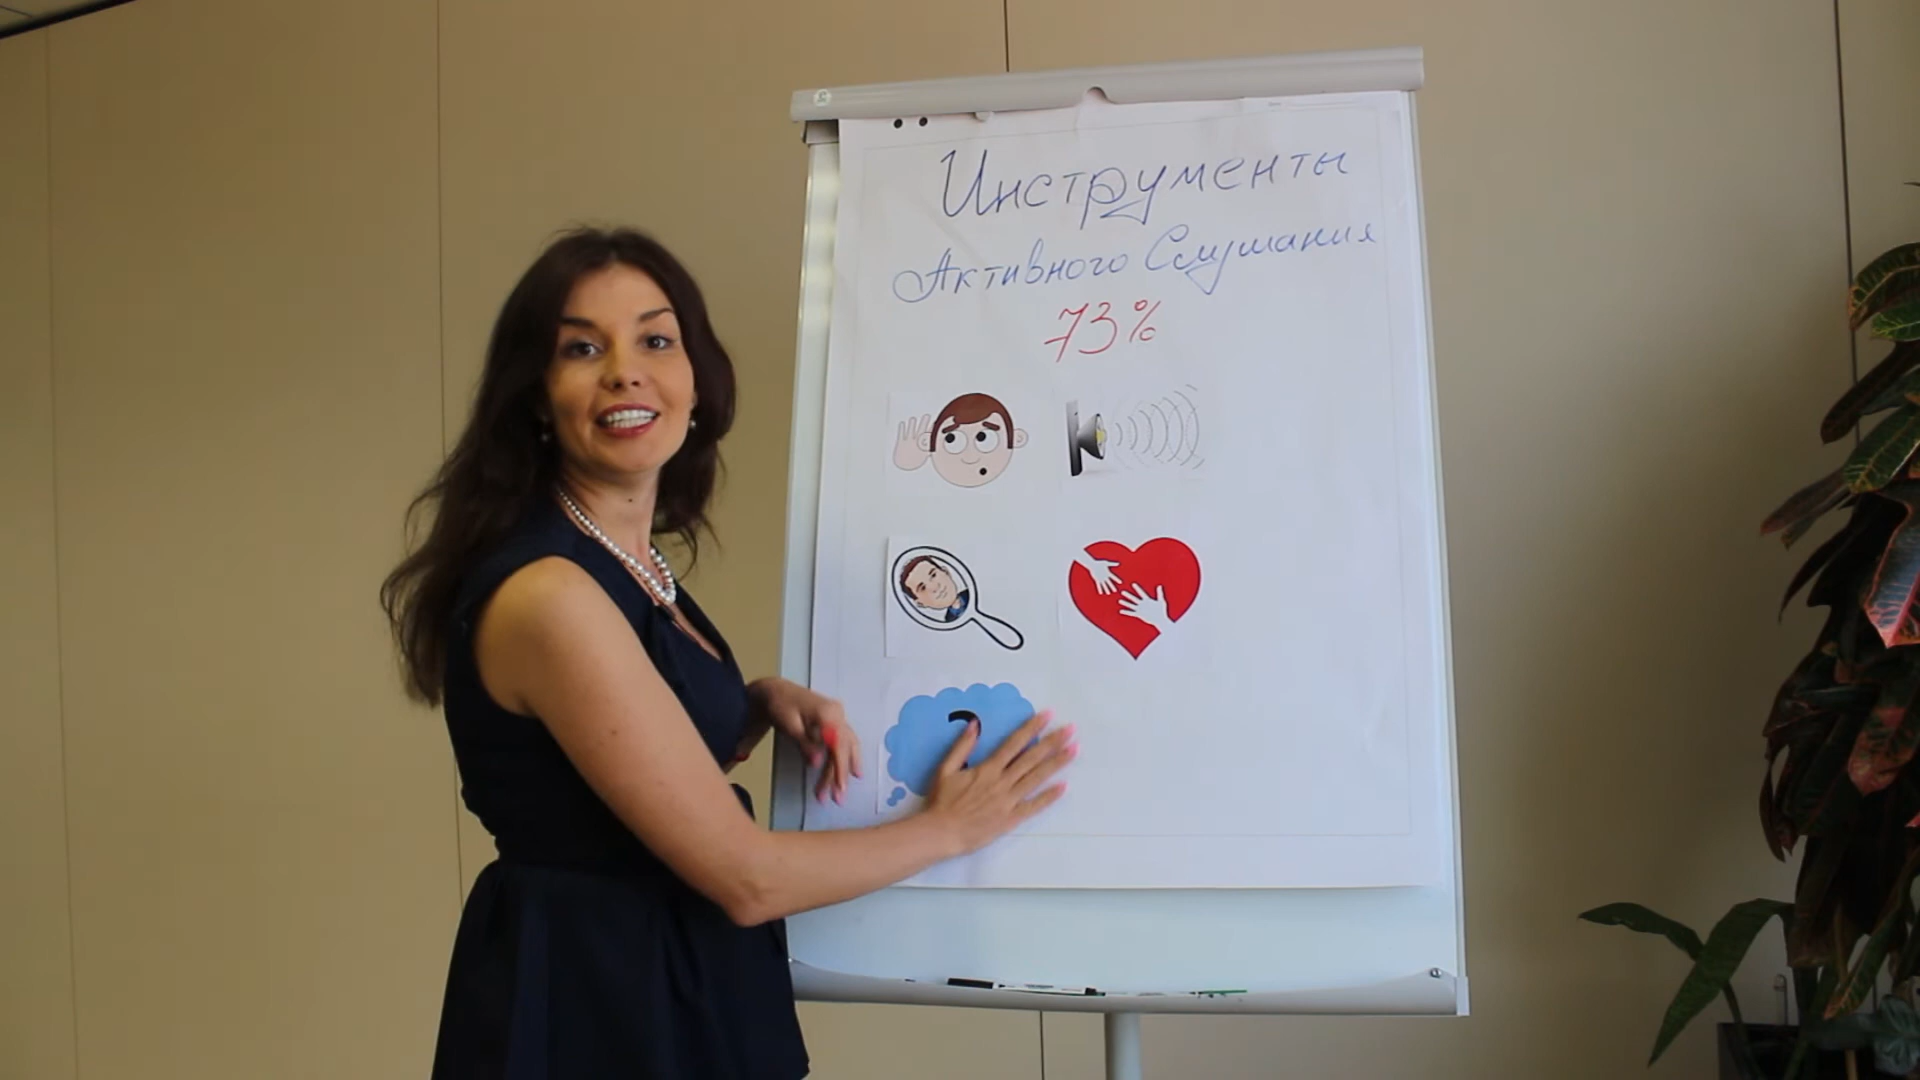 Инструменты
Активного Слушания
73%
?